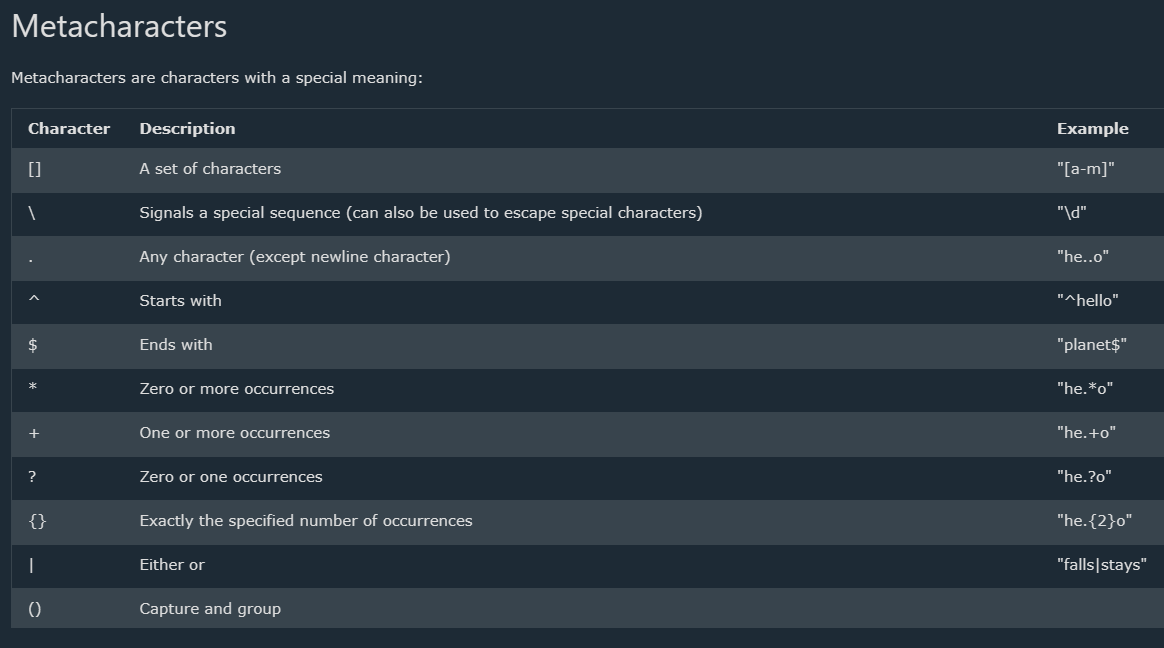 Metacharacters
Metacharacters are characters with a special meaning:
Character Description Example
[] A set of characters "[a-m]"
\ Signals a special sequence (can also be used to escape special characters) "\d"
. Any character (except newline character) "he..o"
^ Starts with "^hello"
$ Ends with "planet$"
* Zero or more occurrences "he.*o"
+ One or more occurrences "he.+o"
? Zero or one occurrences "he.?o"
{} Exactly the specified number of occurrences "he.{2}o"
| Either or "falls|stays"
() Capture and group